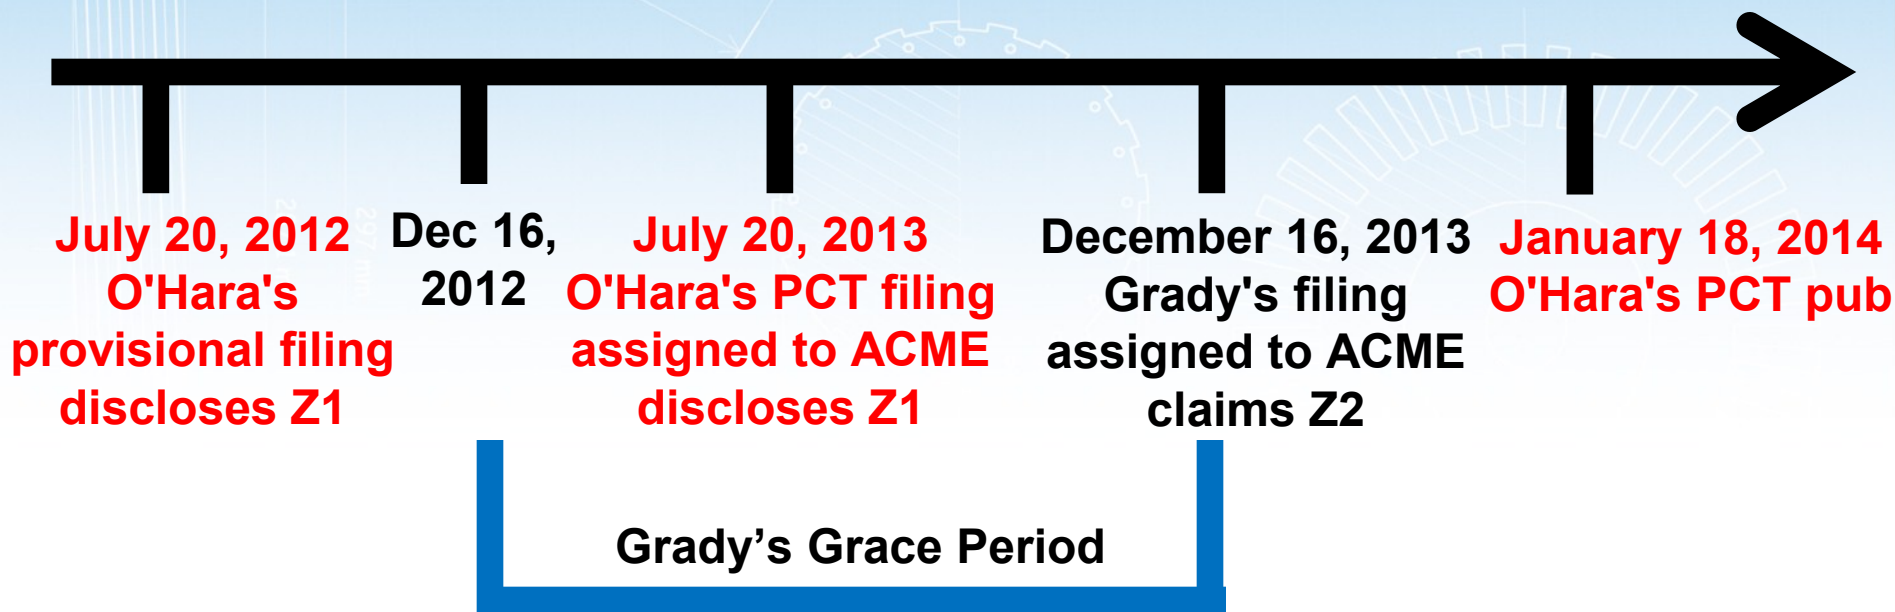 July 20, 2012
O'Hara's
provisional filing
discloses Z1
Dec 16,
2012
July 20, 2013
O'Hara's PCT filing
assigned to ACME
discloses Z1
December 16, 2013
Grady's filing
assigned to ACME
claims Z2
January 18, 2014
O'Hara's PCT pub
Grady’s Grace Period